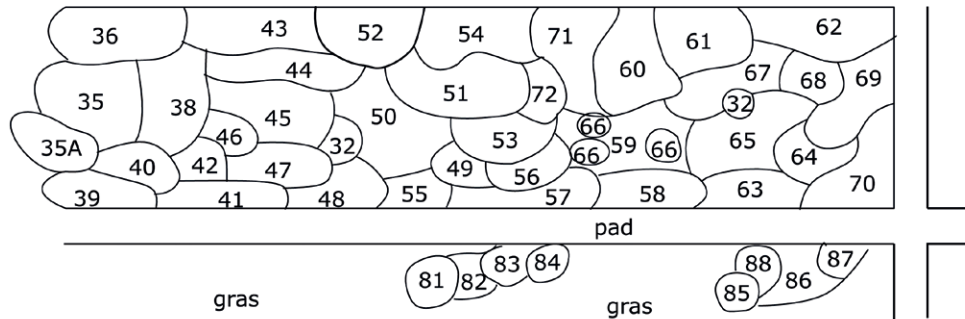 36 43 52 54 71 60 61 62
35 44 51 72 67 68 69
38 45 50 32
35A 46 32 53 66 59 66 65 64
40 42 47 49 56 66 70
39 41 48 55 57 58 63
pad
81 82 83 84 88 86 87
gras gras 85